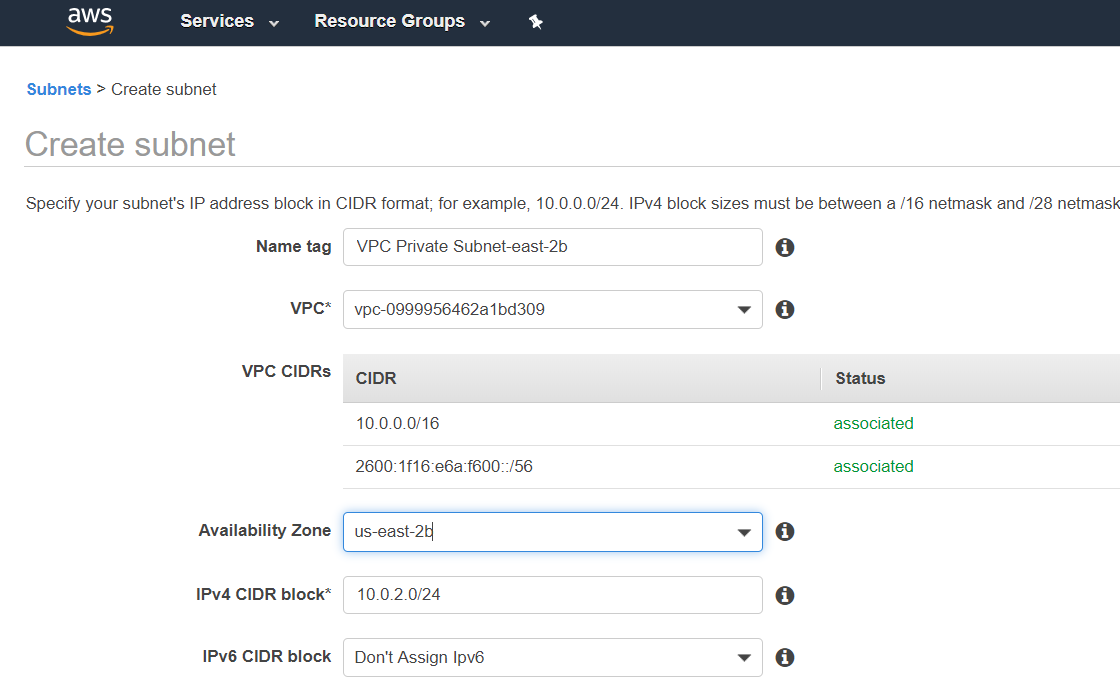 aws Services Resource Groups
Subnets > Create subnet
Create subnet
Specify your subnet's IP address block in CIDR format; for example, 10.0.0.0/24. IPv4 block sizes must be between a /16 netmask and /28 netmask
Name tag VPC Private Subnet-east-2b
VPC* vpc-0999956462a1bd309
VPC CIDRs CIDR Status
10.0.0.0/16 associated
2600:1f16:e6a:f600::/56 associated
Availability Zone us-east-2b
IPv4 CIDR block* 10.0.2.0/24
IPv6 CIDR block Don't Assign Ipv6